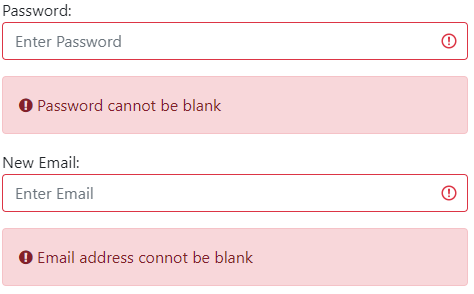 Password:
Enter Password
Password cannot be blank
New Email:
Enter Email
Email address connot be blank